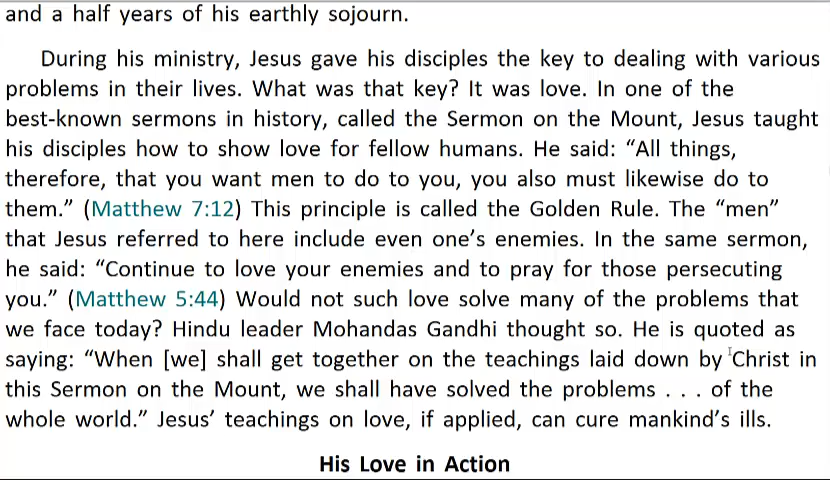 and a half years of his earthly sojourn.
During his ministry, Jesus gave his disciples the key to dealing with various
problems in their lives. What was that key? It was love. In one of the
best-known sermons in history, called the Sermon on the Mount, Jesus taught
his disciples how to show love for fellow humans. He said: “All things,
therefore, that you want men to do to you, you also must likewise do to
them.” (Matthew 7:12) This principle is called the Golden Rule. The “men”
that Jesus referred to here include even one’s enemies. In the same sermon,
he said: “Continue to love your enemies and to pray for those persecuting
you.” (Matthew 5:44) Would not such love solve many of the problems that
we face today? Hindu leader Mohandas Gandhi thought so. He is quoted as
saying: “When [we] shall get together on the teachings laid down by Christ in
this Sermon on the Mount, we shall have solved the problems . . . of the
whole world.” Jesus’ teachings on love, if applied, can cure mankind’s ills.
His Love in Action